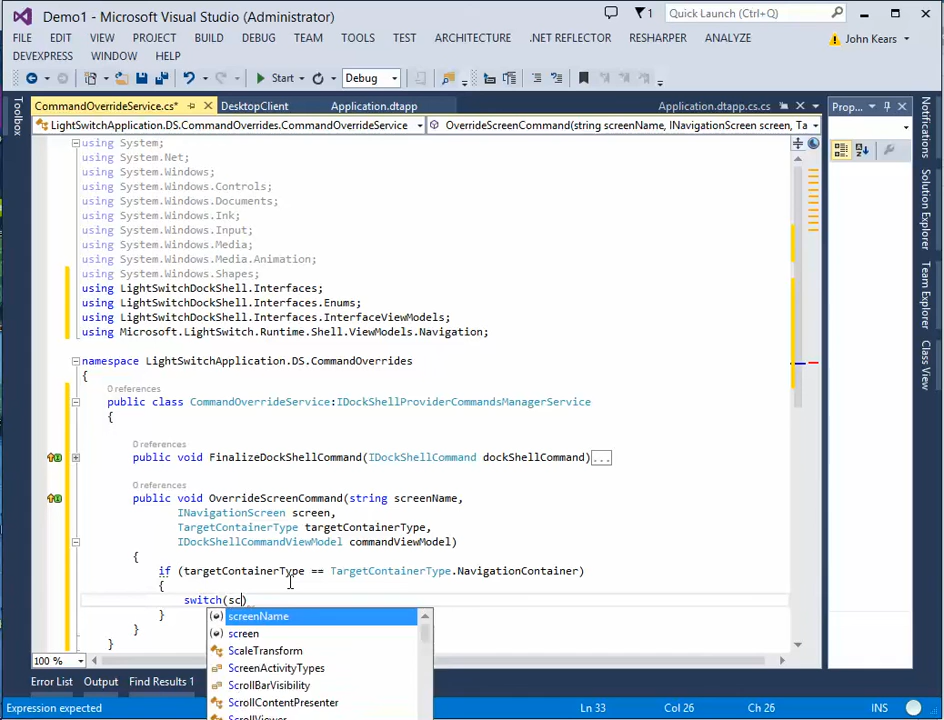 Demo1 - Microsoft Visual Studio (Administrator)
1
Quick Launch (Ctrl+Q)
FILE EDIT VIEW PROJECT BUILD DEBUG TEAM TOOLS TEST ARCHITECTURE .NET REFLECTOR RESHARPER ANALYZE
John Kears
DEVEXPRESS WINDOW HELP
Start Debug
CommandOverrideService.cs* DesktopClient Application.dtapp Application.dtapp.cs.cs
Prop...
LightSwitchApplication.DS.CommandOverrides.CommandOverrideService
OverrideScreenCommand(string screenName, INavigationScreen screen, Ta
Toolbox
Notifications
Solution Explorer
Team Explorer
Class View
using System;
using System.Net;
using System.Windows;
using System.Windows.Controls;
using System.Windows.Documents;
using System.Windows.Ink;
using System.Windows.Input;
using System.Windows.Media;
using System.Windows.Media.Animation;
using System.Windows.Shapes;
using LightSwitchDockShell.Interfaces;
using LightSwitchDockShell.Interfaces.Enums;
using LightSwitchDockShell.Interfaces.InterfaceViewModels;
using Microsoft.LightSwitch.Runtime.Shell.ViewModels.Navigation;
namespace LightSwitchApplication.DS.CommandOverrides
{
0 references
public class CommandOverrideService:IDockShellProviderCommandsManagerService
{
0 references
public void FinalizeDockShellCommand(IDockShellCommand dockShellCommand)...
0 references
public void OverrideScreenCommand(string screenName,
INavigationScreen screen,
TargetContainerType targetContainerType,
IDockShellCommandViewModel commandViewModel)
{
if (targetContainerType == TargetContainerType.NavigationContainer)
{
switch(sc)
}
}
}
screenName
screen
ScaleTransform
ScreenActivityTypes
ScrollBarVisibility
ScrollContentPresenter
ScrollViewer
100 %
Error List Output Find Results 1
Expression expected
Ln 33 Col 26 Ch 26 INS